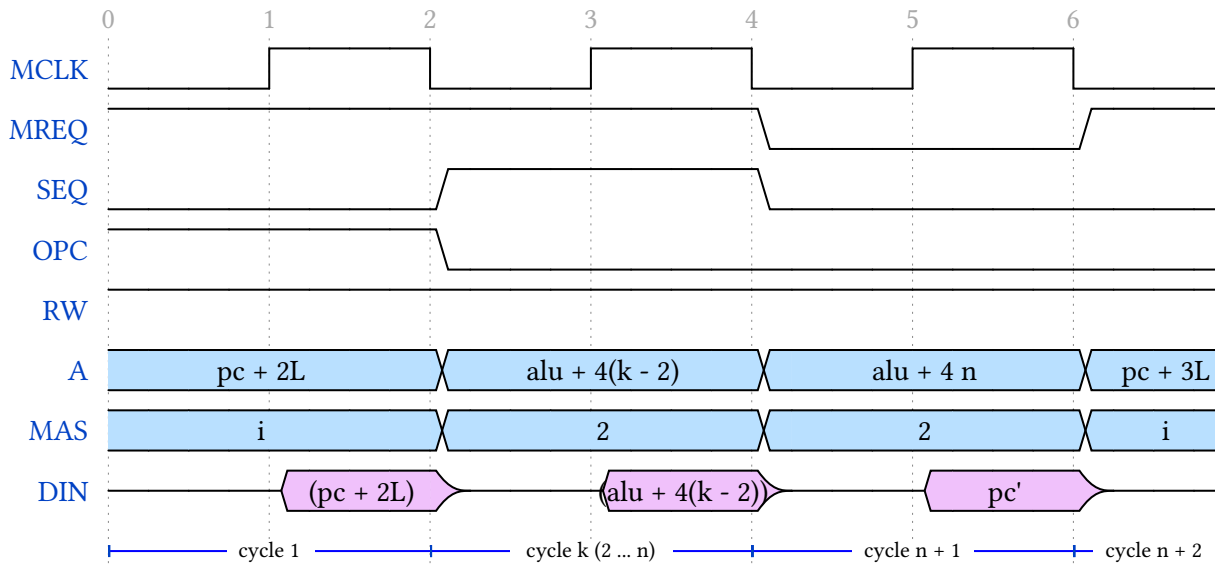 0 1 2 3 4 5 6
MCLK
MREQ
SEQ
OPC
RW
A pc + 2L alu + 4(k - 2) alu + 4 n pc + 3L
MAS i 2 2 i
DIN (pc + 2L) (alu + 4(k - 2)) pc'
cycle 1 cycle k (2 ... n) cycle n + 1 cycle n + 2